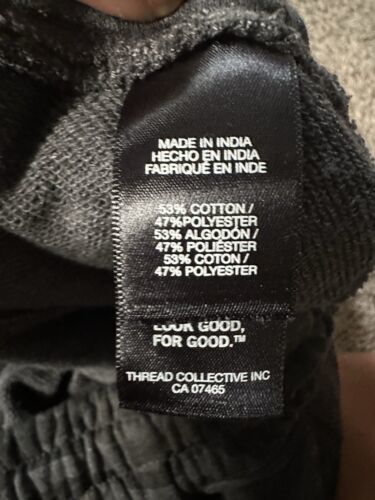 MADE IN INDIA
HECHO EN INDIA
FABRIQUÉ EN INDE
53% COTTON /
47%POLYESTER
53% ALGODÓN /
47% POLIÉSTER
53% COTON /
47% POLYESTER
LOOK GOOD,
FOR GOOD.™
THREAD COLLECTIVE INC
CA 07465